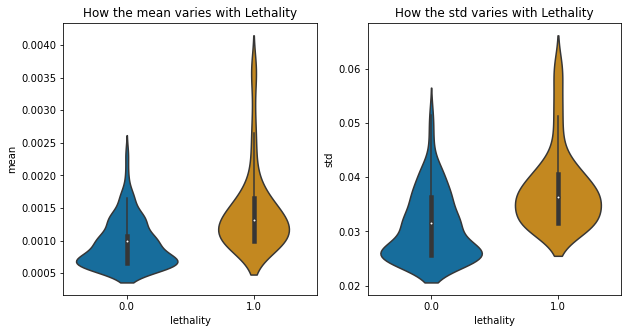 How the mean varies with Lethality
0.0040
0.0035
0.0030
0.0025
0.0020
0.0015
0.0010
0.0005
mean
0.0
1.0
lethality
How the std varies with Lethality
0.06
0.05
0.04
0.03
0.02
std
0.0
1.0
lethality